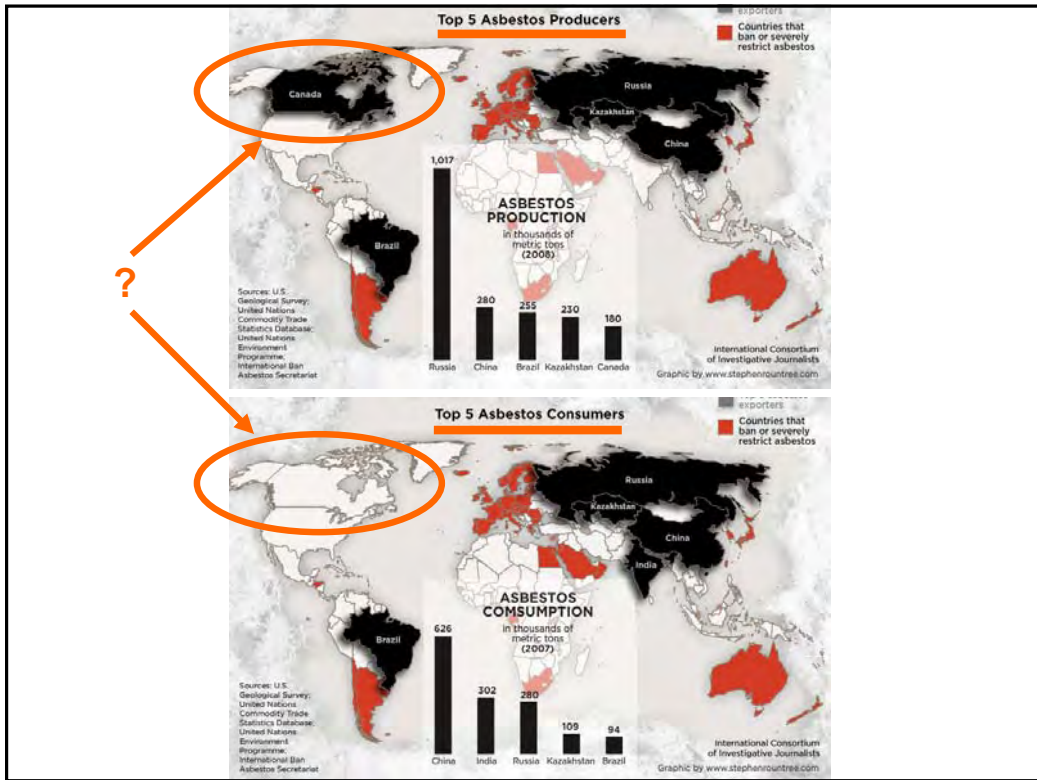 Top 5 Asbestos Producers
exporters
Countries that
ban or severely
restrict asbestos
Canada
Russia
Kazakhstan
China
Brazil
1,017
ASBESTOS
PRODUCTION
in thousands of
metric tons
(2008)
280
255
230
180
Russia
China
Brazil
Kazakhstan
Canada
?
Sources: U.S.
Geological Survey;
United Nations
Commodity Trade
Statistics Database;
United Nations
Environment
Programme;
International Ban
Asbestos Secretariat
International Consortium
of Investigative Journalists
Graphic by www.stephenrountree.com
Top 5 Asbestos Consumers
exporters
Countries that
ban or severely
restrict asbestos
Russia
Kazakhstan
China
India
Brazil
ASBESTOS
COMSUMPTION
in thousands of
metric tons
(2007)
626
302
280
109
94
China
India
Russia
Kazakhstan
Brazil
Sources: U.S.
Geological Survey;
United Nations
Commodity Trade
Statistics Database;
United Nations
Environment
Programme;
International Ban
Asbestos Secretariat
International Consortium
of Investigative Journalists
Graphic by www.stephenrountree.com